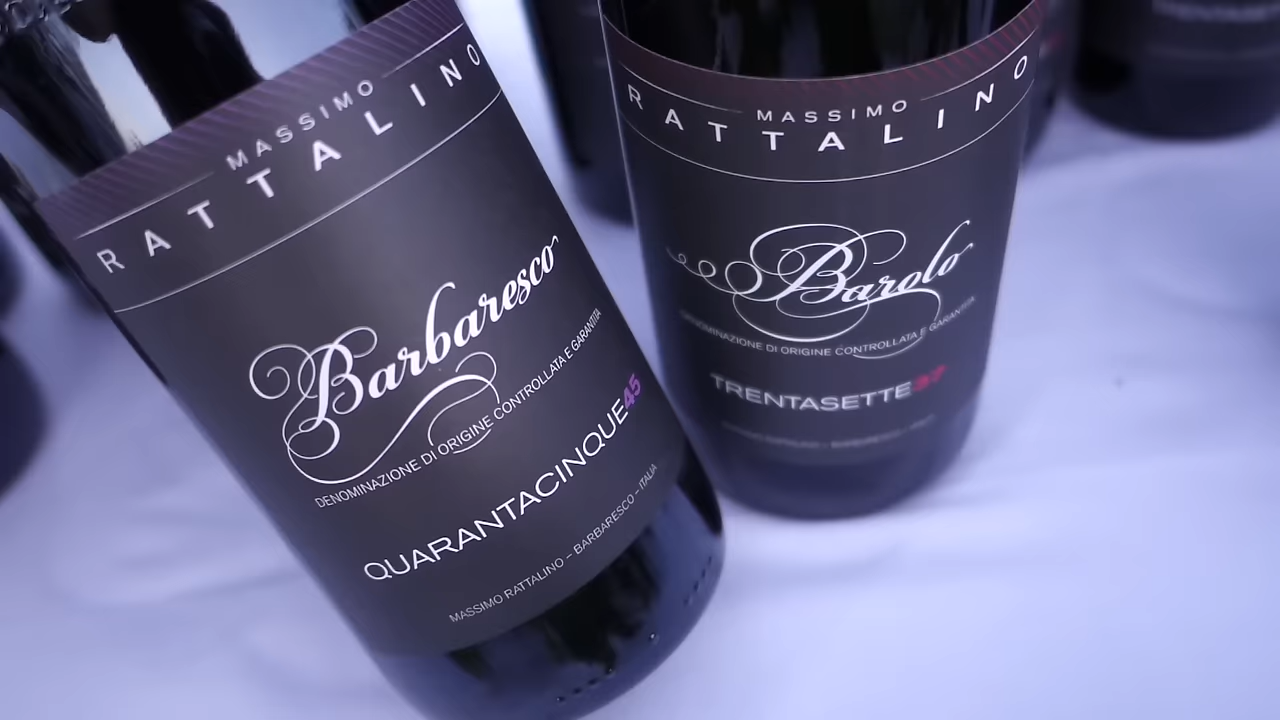 MASSIMO
RATTALINO
Barbaresco
DENOMINAZIONE DI ORIGINE CONTROLLATA E GARANTITA
QUARANTACINQUE45
MASSIMO RATTALINO – BARBARESCO – ITALIA
MASSIMO
RATTALINO
Barolo
DENOMINAZIONE DI ORIGINE CONTROLLATA E GARANTITA
TRENTASETTE37